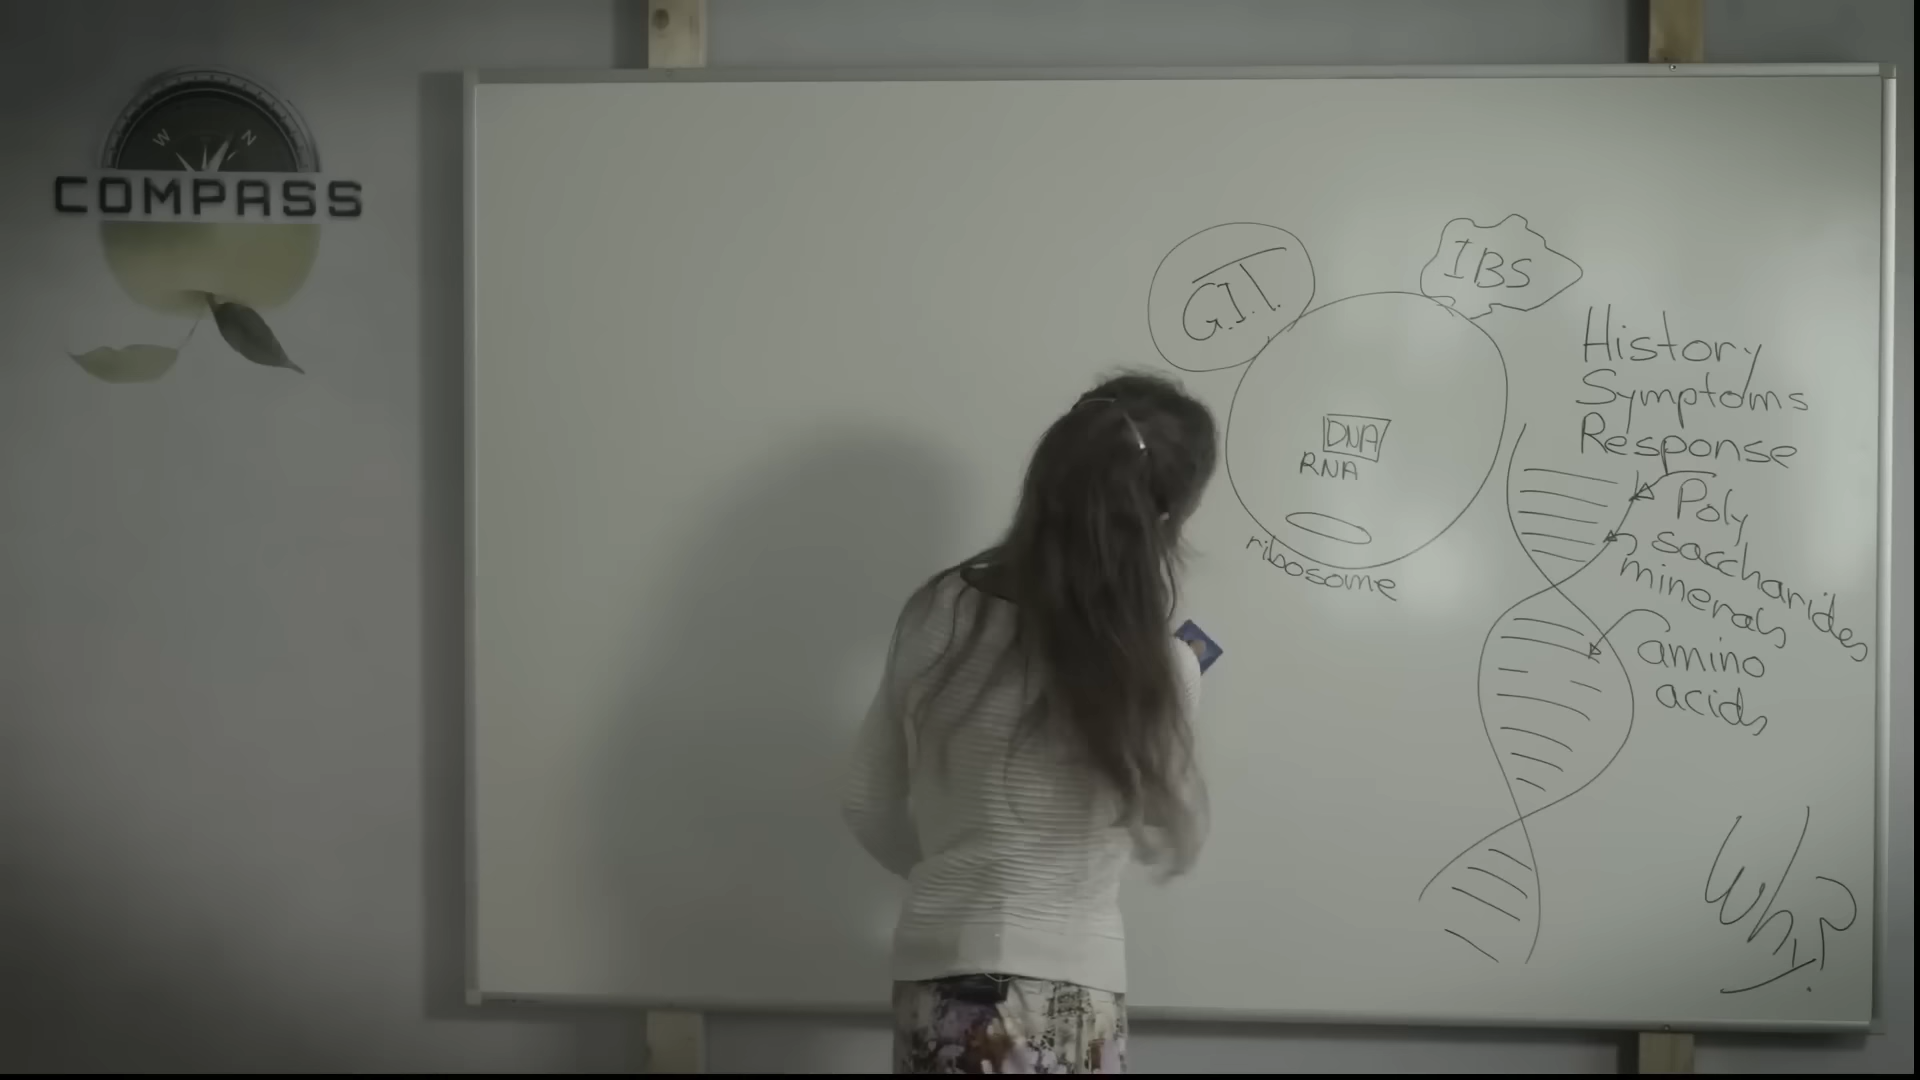 W N
COMPASS
G.I.T.
IBS
DNA
RNA
ribosome
History
Symptoms
Response
Poly
saccharides
minerals
amino
acids
Why?